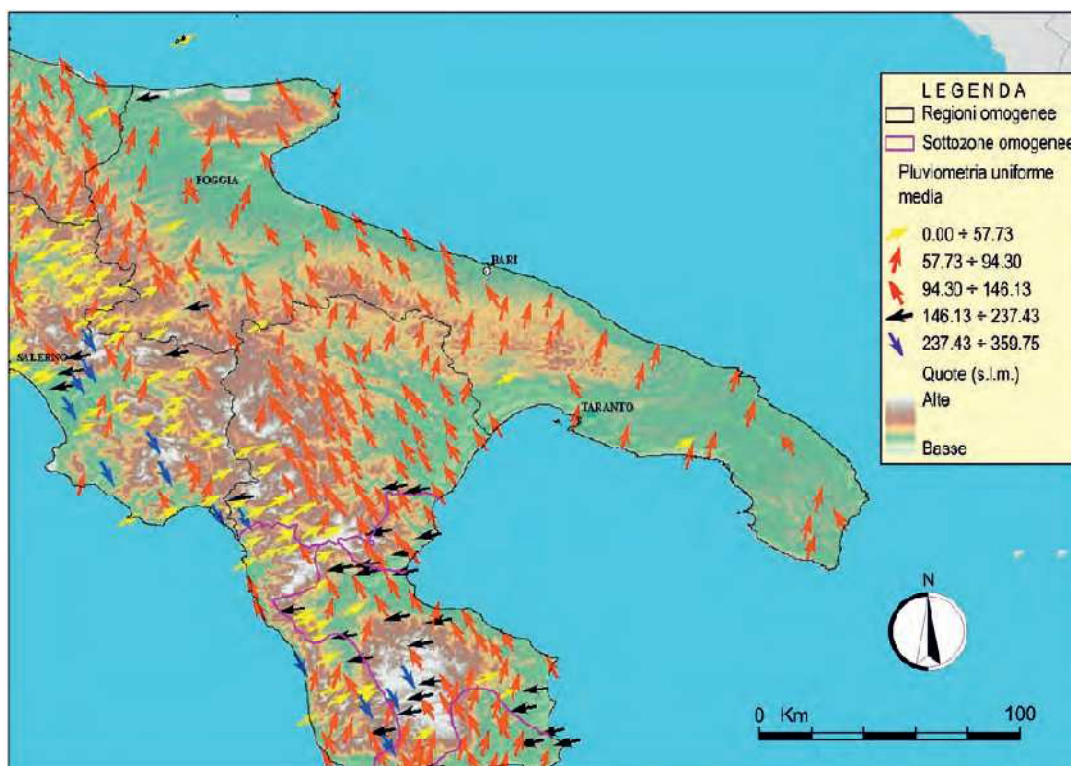 FOGGIA
BARI
SALERNO
TARANTO
LEGENDA
Regioni omogenee
Sottozone omogenee
Pluviometria uniforme
media
0.00 ÷ 57.73
57.73 ÷ 94.30
94.30 ÷ 146.13
146.13 ÷ 237.43
237.43 ÷ 359.75
Quote (s.l.m.)
Alte
Basse
N
0 Km 100